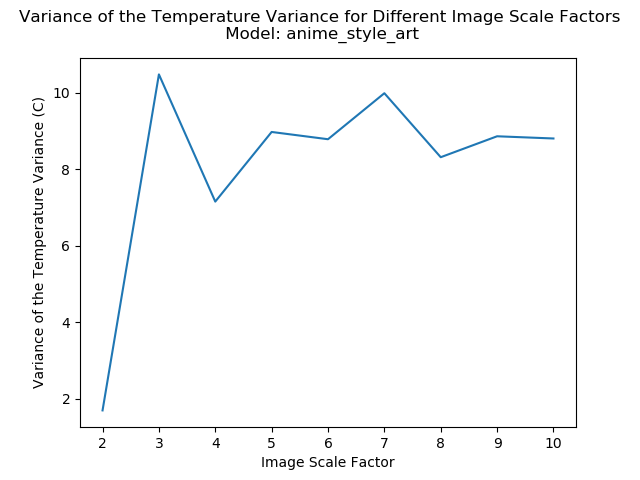 Variance of the Temperature Variance for Different Image Scale Factors
Model: anime_style_art
Variance of the Temperature Variance (C)
10
8
6
4
2
2 3 4 5 6 7 8 9 10
Image Scale Factor